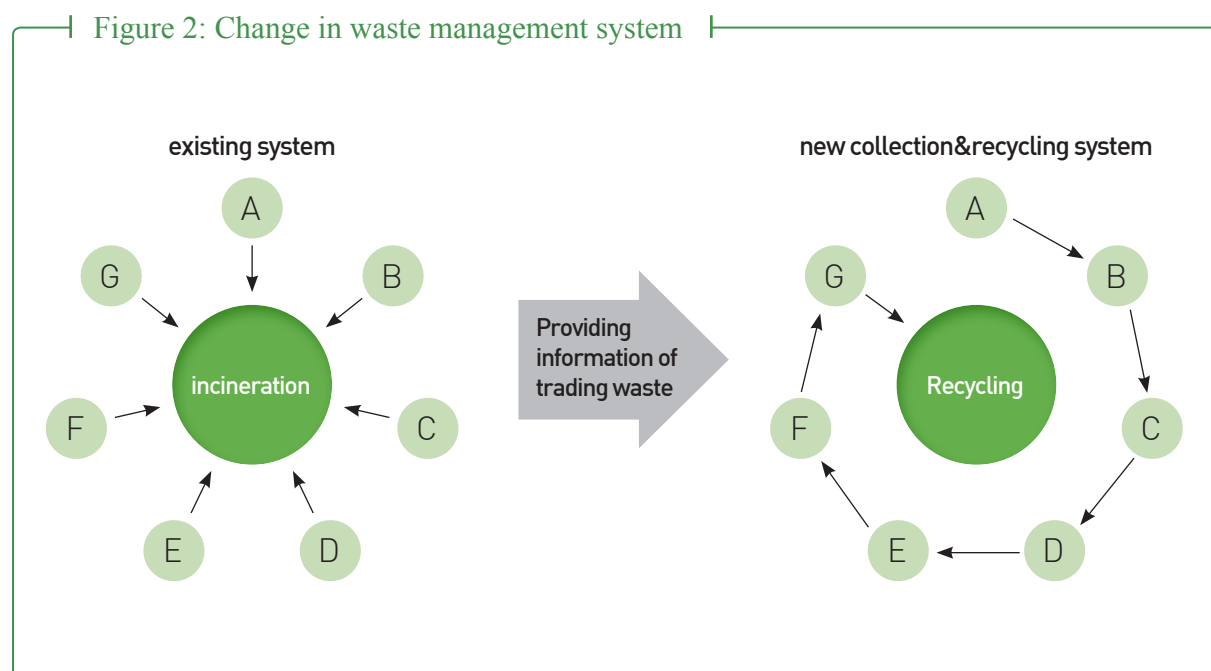 Figure 2: Change in waste management system
existing system
A
G
B
incineration
F
C
E
D
Providing
information of
trading waste
new collection&recycling system
A
G
B
Recycling
F
C
E
D